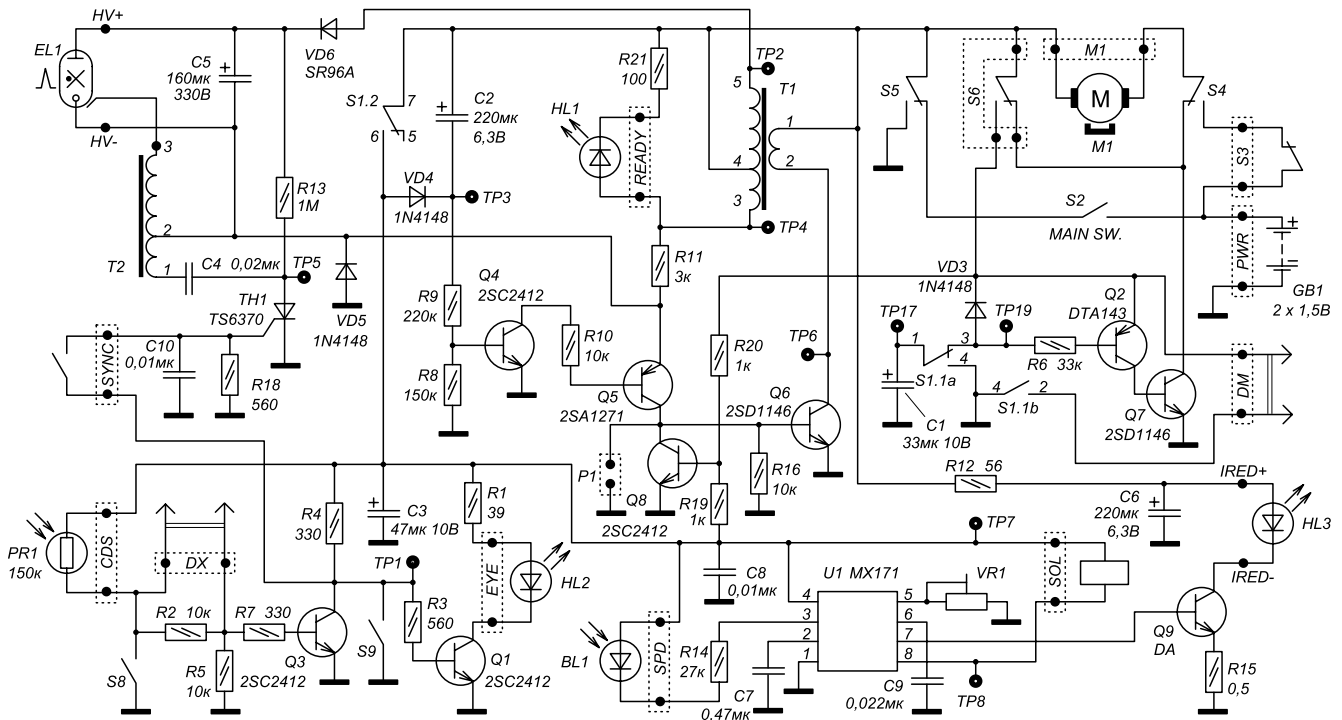 HV+
EL1
HV-
C5
160мк
330В
VD6
SR96A
S1.2
7
6
5
C2
220мк
6,3В
R21
100
HL1
READY
TP2
T1
5
4
3
1
2
TP4
S5
S6
M1
M
M1
S4
S3
S2
MAIN SW.
PWR
GB1
2 x 1,5В
3
2
1
T2
R13
1М
C4
0,02мк
TP5
TH1
TS6370
VD5
1N4148
VD4
1N4148
TP3
R9
220к
R8
150к
Q4
2SC2412
R10
10к
R11
3к
Q5
2SA1271
R20
1к
TP6
Q6
2SD1146
VD3
1N4148
TP17
1
3
4
TP19
S1.1a
R6
33к
Q2
DTA143
Q7
2SD1146
4
2
S1.1b
C1
33мк 10В
DM
SYNC
C10
0,01мк
R18
560
P1
Q8
2SC2412
R16
10к
R19
1к
R12
56
IRED+
C6
220мк
6,3В
HL3
IRED-
PR1
150к
CDS
DX
R4
330
C3
47мк 10В
TP1
R1
39
EYE
HL2
R2
10к
R7
330
R3
560
Q3
2SC2412
S9
Q1
2SC2412
S8
R5
10к
BL1
SPD
R14
27к
C8
0,01мк
C7
0,47мк
U1 MX171
4
3
2
1
5
6
7
8
VR1
TP7
SOL
C9
0,022мк
TP8
Q9
DA
R15
0,5